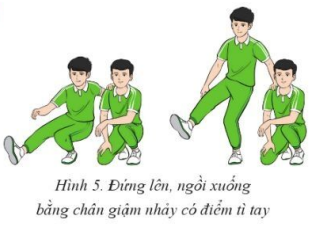 Hình 5. Đứng lên, ngồi xuống
bằng chân giậm nhảy có điểm tì tay